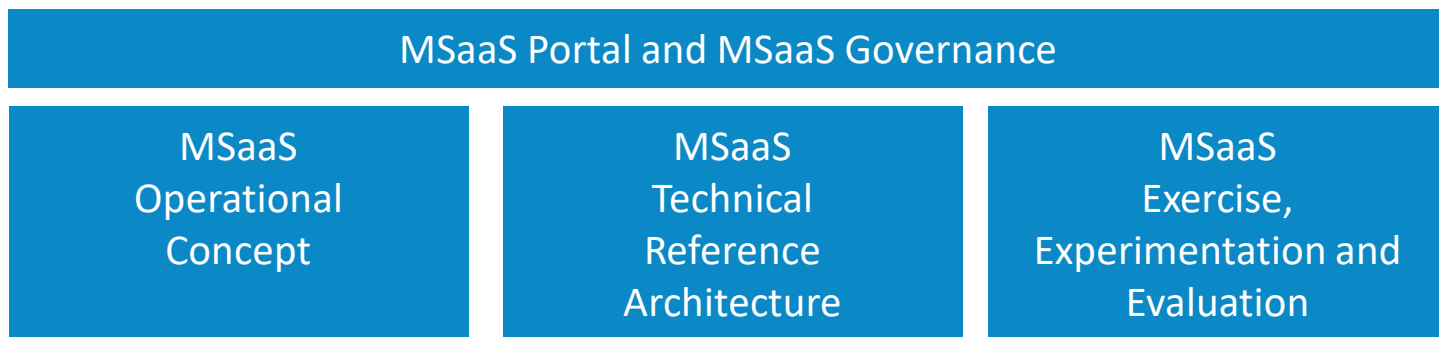 MSaaS Portal and MSaaS Governance
MSaaS
Operational
Concept
MSaaS
Technical
Reference
Architecture
MSaaS
Exercise,
Experimentation and
Evaluation